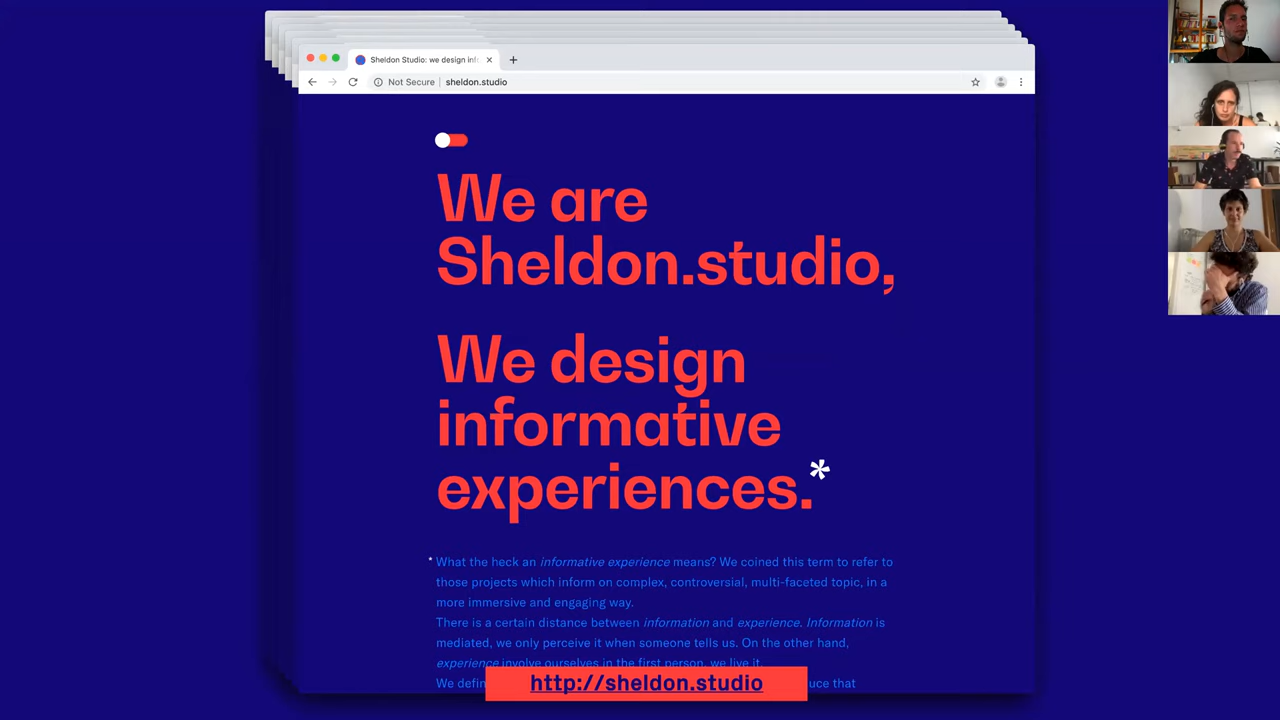 Sheldon Studio: we design inf
Not Secure
sheldon.studio
We are
Sheldon.studio,
We design
informative
experiences.*
* What the heck an informative experience means? We coined this term to refer to
those projects which inform on complex, controversial, multi-faceted topic, in a
more immersive and engaging way.
There is a certain distance between information and experience. Information is
mediated, we only perceive it when someone tells us. On the other hand,
experience involve ourselves in the first person, we live it.
We defin
uce that
http://sheldon.studio